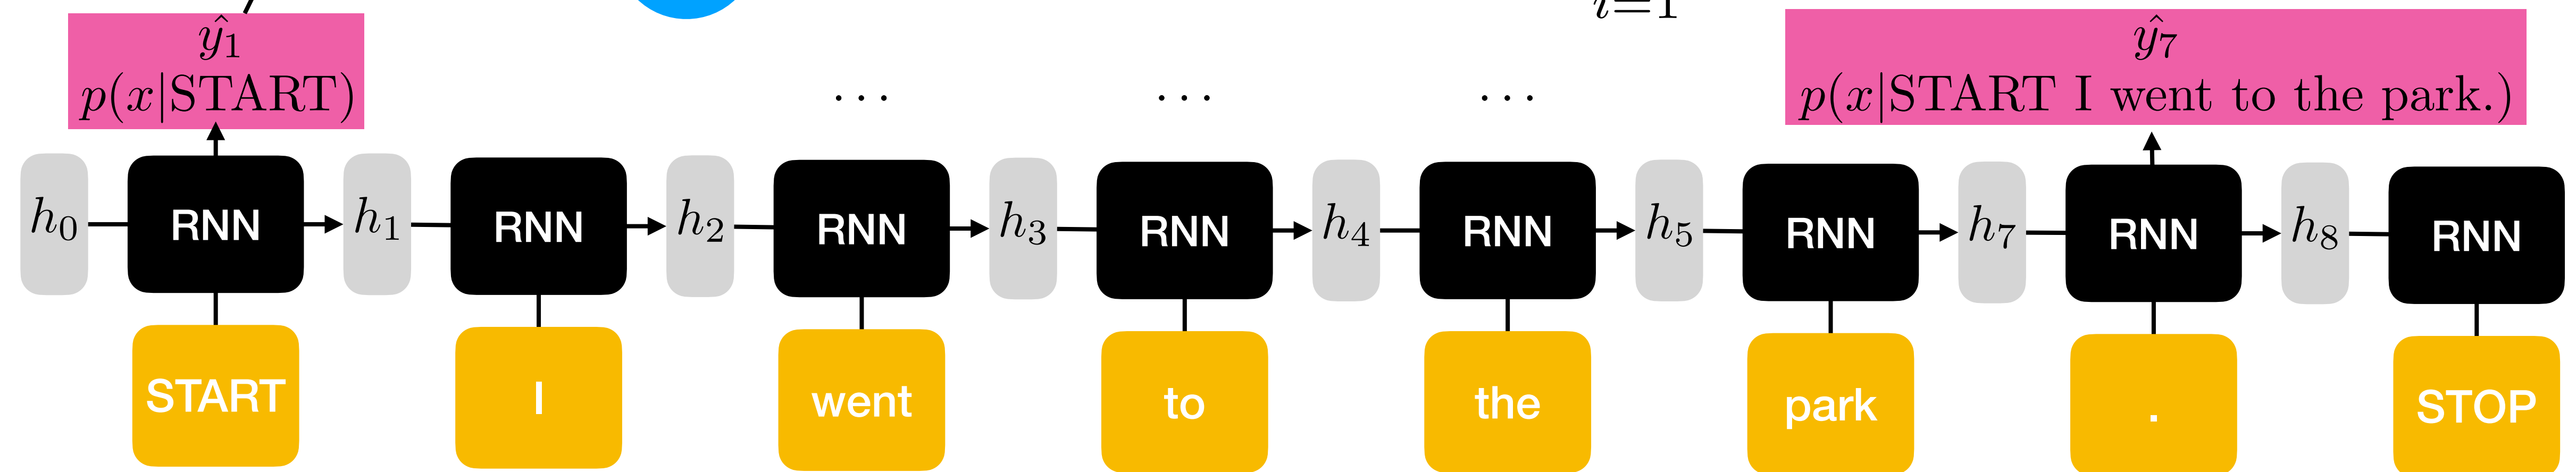 i=1
ŷ₁
p(x|START)
... ... ...
ŷ₇
p(x|START I went to the park.)
h₀ RNN h₁ RNN h₂ RNN h₃ RNN h₄ RNN h₅ RNN h₇ RNN h₈ RNN
START I went to the park . STOP